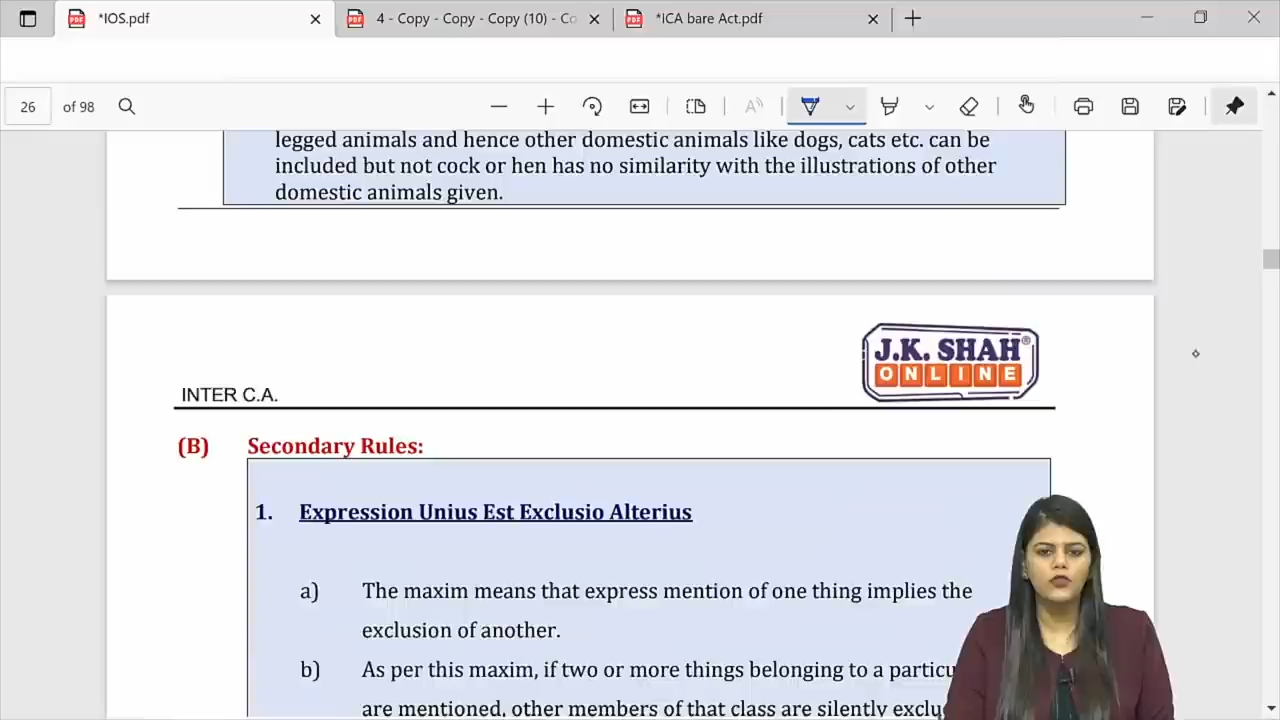 *IOS.pdf
4 - Copy - Copy - Copy (10) - Co
*ICA bare Act.pdf
26 of 98
legged animals and hence other domestic animals like dogs, cats etc. can be
included but not cock or hen has no similarity with the illustrations of other
domestic animals given.
J.K. SHAH®
ONLINE
INTER C.A.
(B) Secondary Rules:
1. Expression Unius Est Exclusio Alterius
a) The maxim means that express mention of one thing implies the
exclusion of another.
b) As per this maxim, if two or more things belonging to a particu
are mentioned, other members of that class are silently exclu